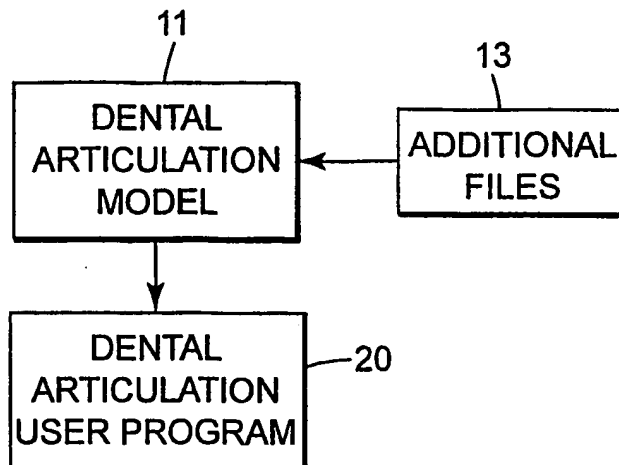 11
DENTAL
ARTICULATION
MODEL
13
ADDITIONAL
FILES
DENTAL
ARTICULATION
USER PROGRAM
20